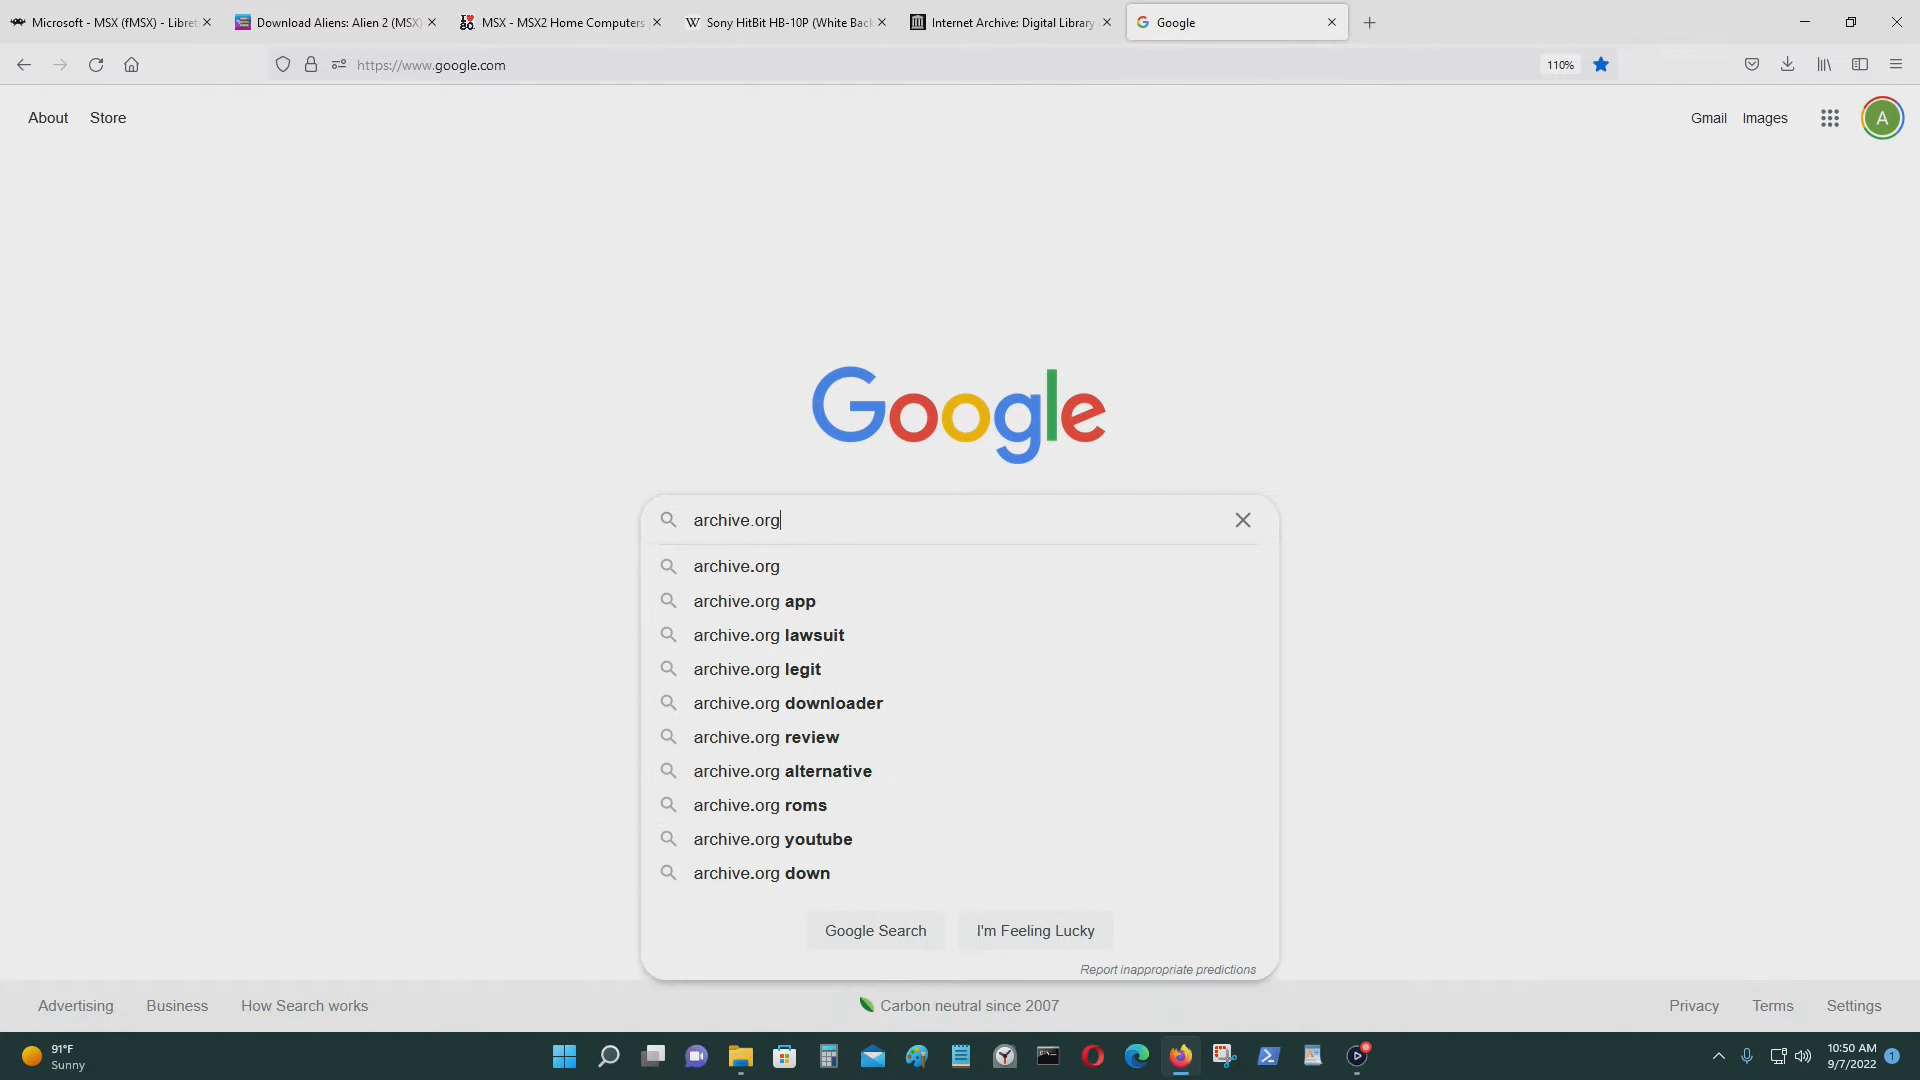 Microsoft - MSX (fMSX) - Libret
Download Aliens: Alien 2 (MSX)
MSX - MSX2 Home Computers
Sony HitBit HB-10P (White Back
Internet Archive: Digital Library
Google
https://www.google.com
110%
About
Store
Gmail
Images
A
Google
archive.org
archive.org
archive.org app
archive.org lawsuit
archive.org legit
archive.org downloader
archive.org review
archive.org alternative
archive.org roms
archive.org youtube
archive.org down
Google Search
I'm Feeling Lucky
Report inappropriate predictions
Advertising
Business
How Search works
Carbon neutral since 2007
Privacy
Terms
Settings
91°F
Sunny
10:50 AM
9/7/2022
1